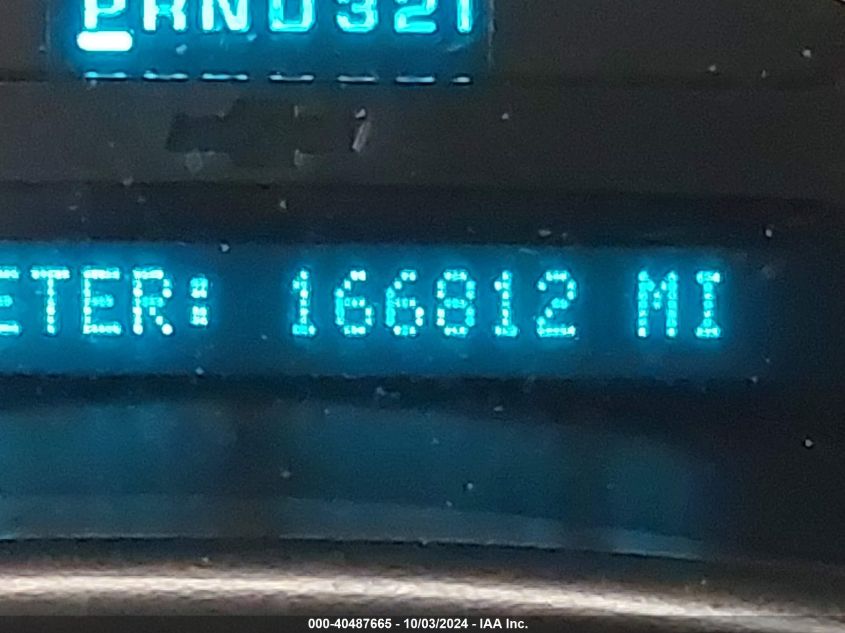 PRND321
ETER: 166812 MI
000-40487665 - 10/03/2024 - IAA Inc.